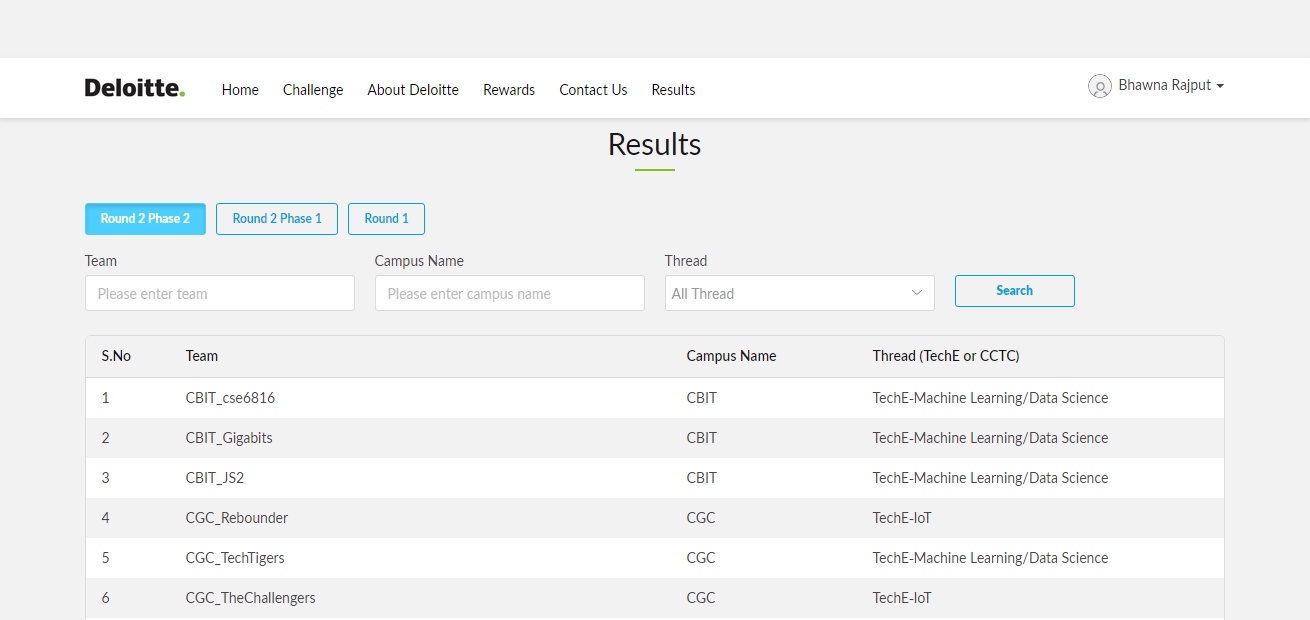 Deloitte. Home Challenge About Deloitte Rewards Contact Us Results Bhawna Rajput
Results
Round 2 Phase 2 Round 2 Phase 1 Round 1
Team Campus Name Thread
Please enter team Please enter campus name All Thread Search
S.No Team Campus Name Thread (TechE or CCTC)
1 CBIT_cse6816 CBIT TechE-Machine Learning/Data Science
2 CBIT_Gigabits CBIT TechE-Machine Learning/Data Science
3 CBIT_JS2 CBIT TechE-Machine Learning/Data Science
4 CGC_Rebounder CGC TechE-IoT
5 CGC_TechTigers CGC TechE-Machine Learning/Data Science
6 CGC_TheChallengers CGC TechE-IoT